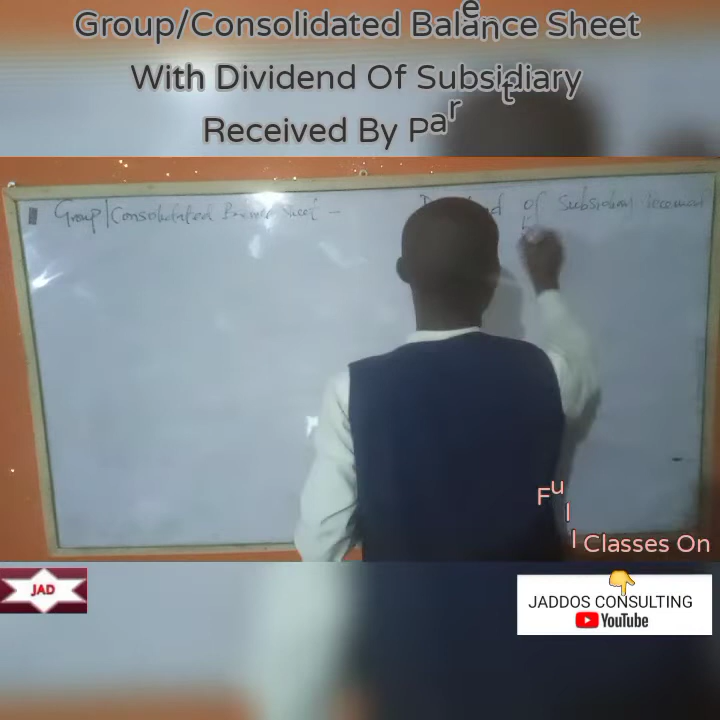 Group/Consolidated Balance Sheet
With Dividend Of Subsidiary
Received By Parent
Group/Consolidated Balance Sheet -
of Subsidiary
Full Classes On
JAD
JADDOS CONSULTING
YouTube